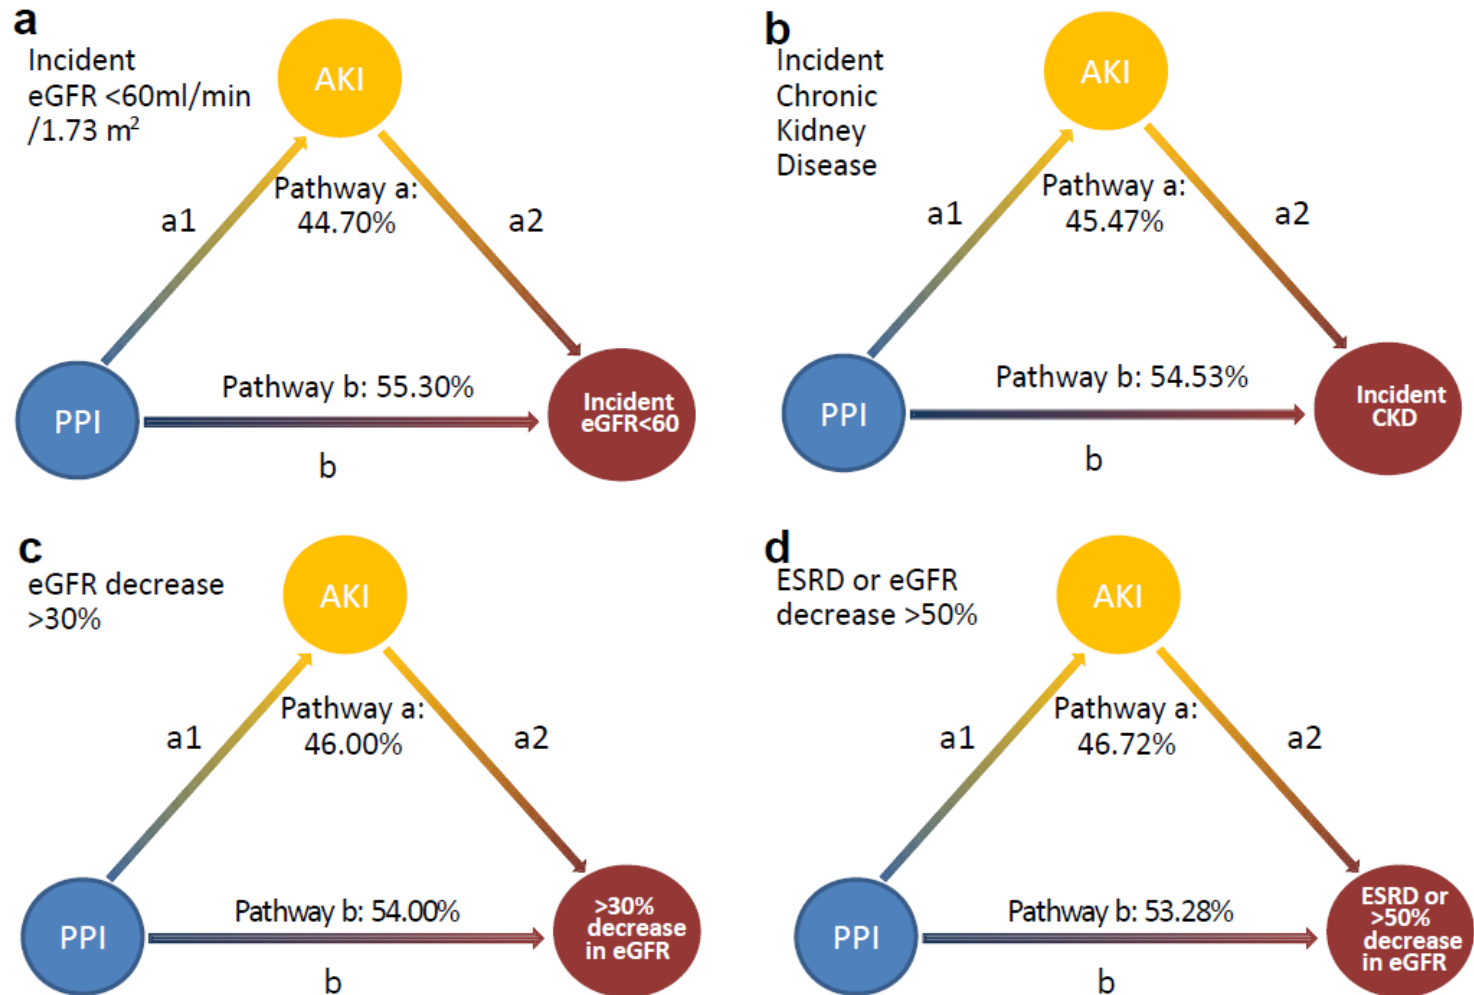 a
Incident
eGFR <60ml/min
/1.73 m²
AKI
Pathway a:
44.70%
a1
a2
Pathway b: 55.30%
PPI
Incident
eGFR<60
b
b
Incident
Chronic
Kidney
Disease
AKI
Pathway a:
45.47%
a1
a2
Pathway b: 54.53%
PPI
Incident
CKD
b
c
eGFR decrease
>30%
AKI
Pathway a:
46.00%
a1
a2
Pathway b: 54.00%
PPI
>30%
decrease
in eGFR
b
d
ESRD or eGFR
decrease >50%
AKI
Pathway a:
46.72%
a1
a2
Pathway b: 53.28%
PPI
ESRD or
>50%
decrease
in eGFR
b